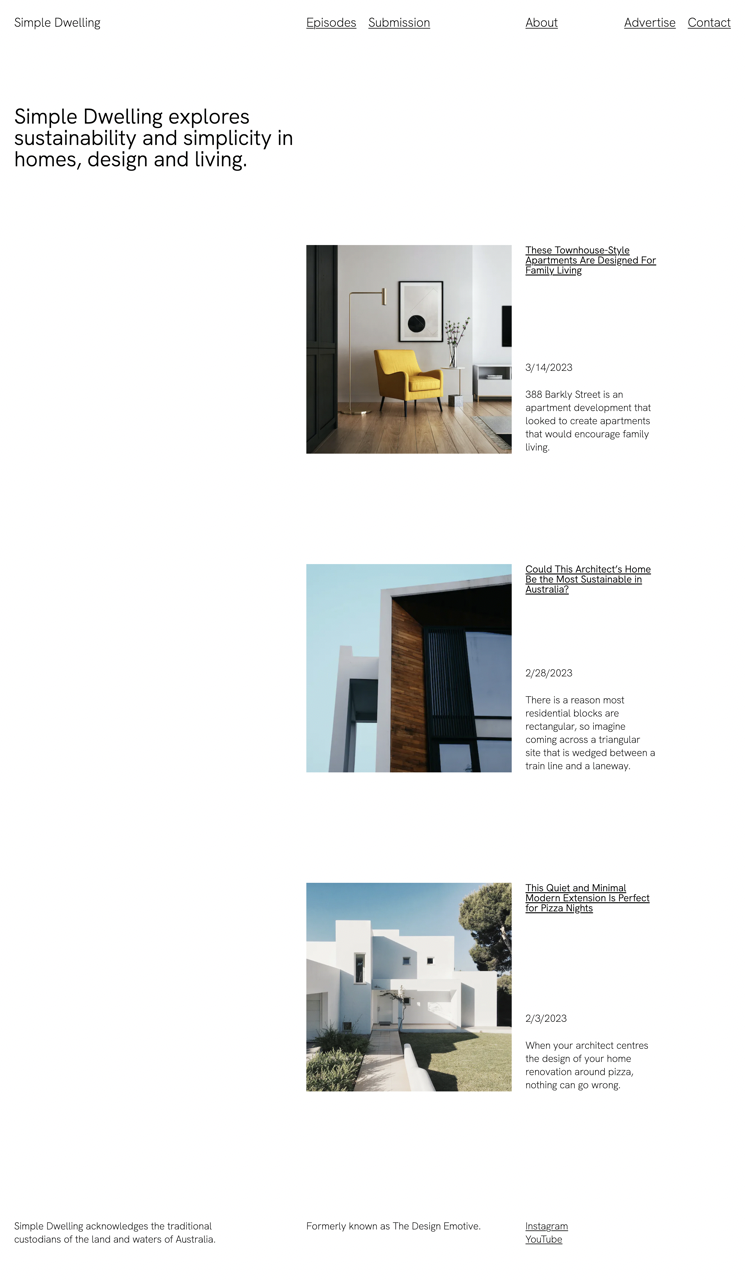 Simple Dwelling
Episodes Submission
About
Advertise Contact
Simple Dwelling explores
sustainability and simplicity in
homes, design and living.
These Townhouse-Style
Apartments Are Designed For
Family Living
3/14/2023
388 Barkly Street is an
apartment development that
looked to create apartments
that would encourage family
living.
Could This Architect’s Home
Be the Most Sustainable in
Australia?
2/28/2023
There is a reason most
residential blocks are
rectangular, so imagine
coming across a triangular
site that is wedged between a
train line and a laneway.
This Quiet and Minimal
Modern Extension Is Perfect
for Pizza Nights
2/3/2023
When your architect centres
the design of your home
renovation around pizza,
nothing can go wrong.
Simple Dwelling acknowledges the traditional
custodians of the land and waters of Australia.
Formerly known as The Design Emotive.
Instagram
YouTube